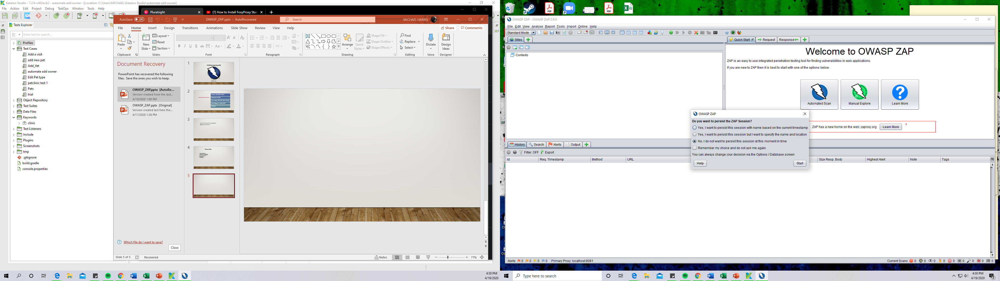 Katalon Studio - 7.2.6-c402acb2 - automate add owner - [Location: C:\Users\MICHAEL\Katalon Studio\automate add owner]
File Action Edit Project Debug TestOps Window Tools Help
Tests Explorer
Enter text to search...
Profiles
Test Cases
Add a visit
add new pet
Add_Vet
automate add owner
Edit Pet type
petclinic test 1
Pets
trial
Object Repository
Test Suites
Data Files
Keywords
clinic
Test Listeners
Include
Plugins
Screenshots
tmp
.gitignore
build.gradle
console.properties
Pluralsight
(7) How to Install FoxyProxy Stan
AutoSave Off
OWASP_ZAP.pptx - AutoRecovered
Search
MICHAEL HARRIS
File Home Insert Design Transitions Animations Slide Show Review View Help
Share Comments
Paste
Clipboard
New Slide
Layout
Reset
Section
Slides
Font
Paragraph
Arrange
Quick Styles
Shape Fill
Shape Outline
Shape Effects
Drawing
Find
Replace
Select
Editing
Dictate
Voice
Design Ideas
Designer
Document Recovery
PowerPoint has recovered the following
files. Save the ones you wish to keep.
OWASP_ZAP.pptx [AutoRe...
Version created from the last...
4/19/2020 1:08 PM
OWASP_ZAP.pptx [Original]
Version created last time the...
4/17/2020 1:38 PM
Which file do I want to save?
Close
1
2
3
4
5
Slide 5 of 5
Recovered
Notes
71%
4:30 PM
4/19/2020
PDF
PDF
OWASP ZAP - OWASP ZAP 2.9.0
File Edit View Analyse Report Tools Import Online Help
Standard Mode
Sites
Contexts
Quick Start
Request
Response
Welcome to OWASP ZAP
ZAP is an easy to use integrated penetration testing tool for finding vulnerabilities in web applications.
If you are new to ZAP then it is best to start with one of the options below.
Automated Scan
Manual Explore
Learn More
ZAP has a new home on the web: zaproxy.org
Learn More
X
OWASP ZAP
Do you want to persist the ZAP Session?
Yes, I want to persist this session with name based on the current timestamp
Yes, I want to persist this session but I want to specify the name and location
No, I do not want to persist this session at this moment in time
Remember my choice and do not ask me again.
You can always change your decision via the Options / Database screen
Help
Start
History Search Alerts Output
Filter: OFF Export
Id Req. Timestamp Method URL Size Resp. Body Highest Alert Note Tags
Alerts 0 0 0 0 Primary Proxy: localhost:8081
Current Scans 0 0 0 0 0 0 0 0 0
Type here to search
4:30 PM
4/19/2020